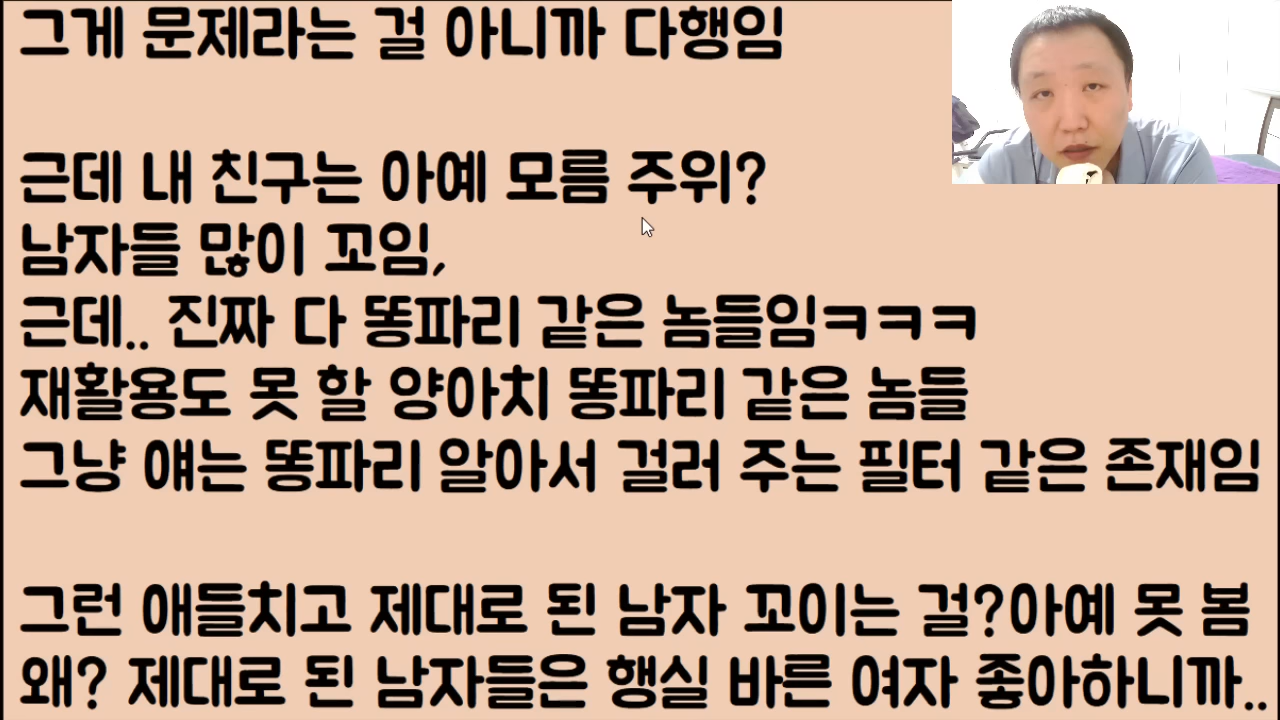 그게 문제라는 걸 아니까 다행임
근데 내 친구는 아예 모름 주위?
남자들 많이 꼬임,
근데.. 진짜 다 똥파리 같은 놈들임ㅋㅋㅋ
재활용도 못 할 양아치 똥파리 같은 놈들
그냥 얘는 똥파리 알아서 걸러 주는 필터 같은 존재임
그런 애들치고 제대로 된 남자 꼬이는 걸?아예 못 봄
왜? 제대로 된 남자들은 행실 바른 여자 좋아하니까..